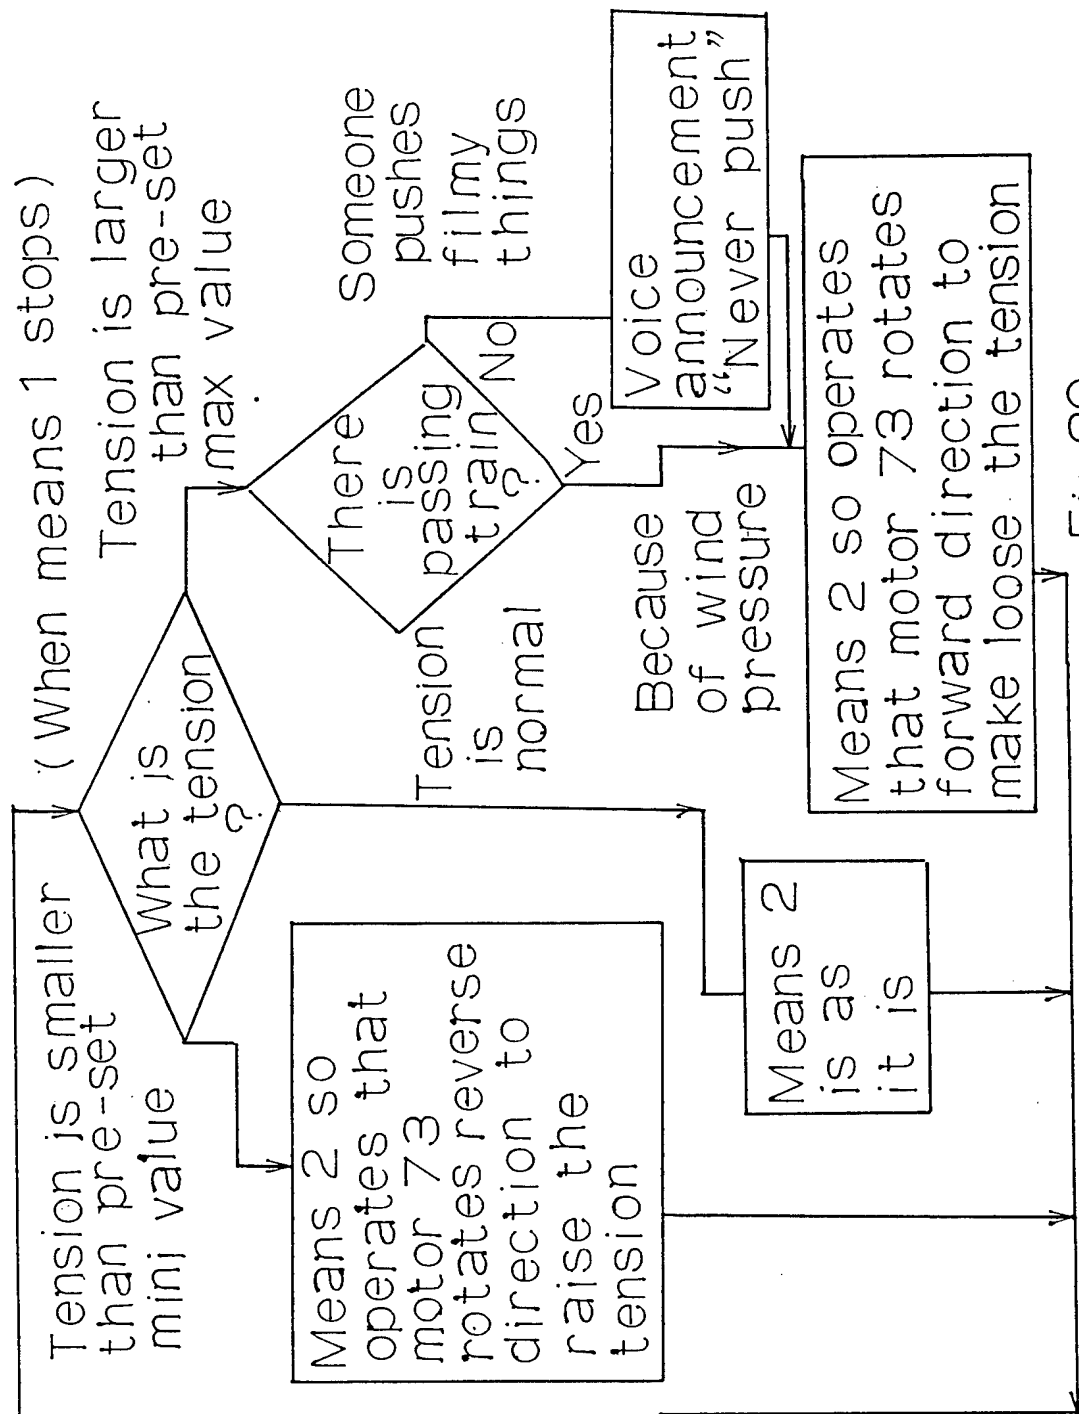 (When means 1 stops)
Tension is smaller
than pre-set
mini value
Tension is larger
than pre-set
max value
What is
the tension
?
Means 2 so
operates that
motor 73
rotates reverse
direction to
raise the
tension
Tension
is
normal
Means 2
is as
it is
There
is
passing
train
?
No
Yes
Someone
pushes
filmy
things
Voice
announcement
“Never push”
Because
of wind
pressure
Means 2 so operates
that motor 73 rotates
forward direction to
make loose the tension